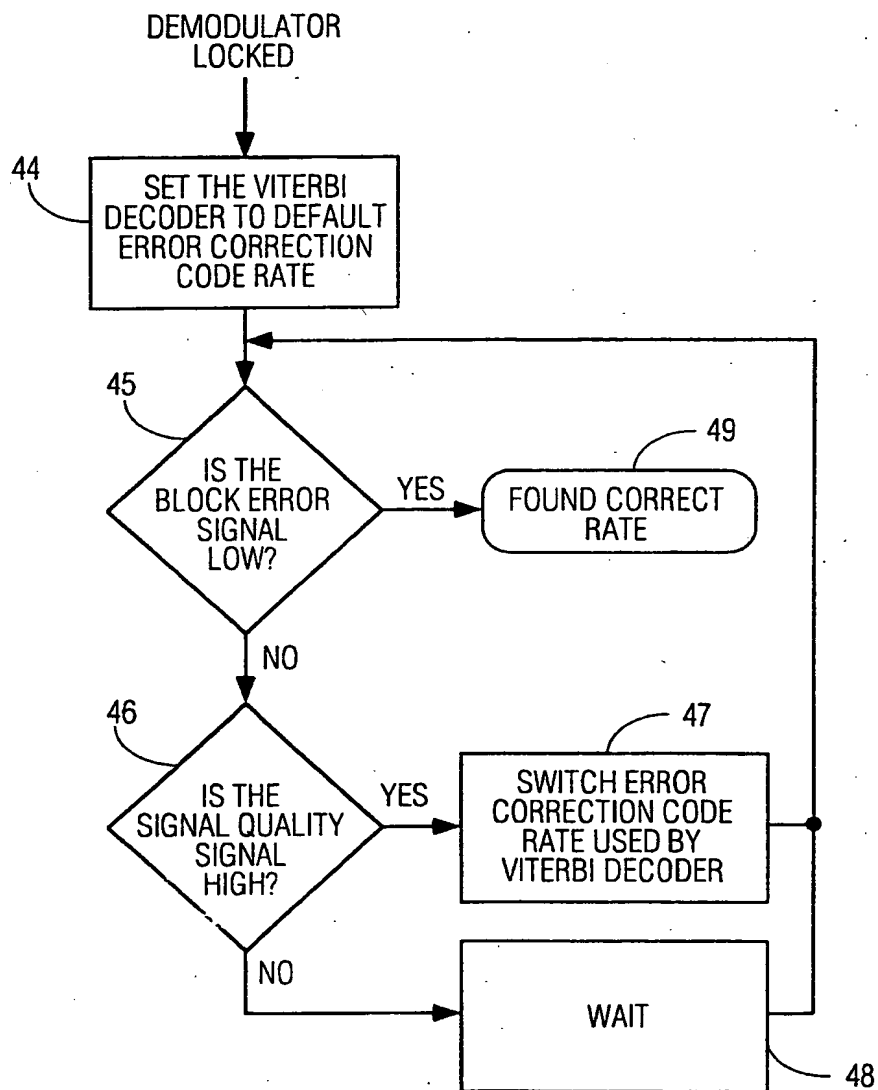 DEMODULATOR
LOCKED
44
SET THE VITERBI
DECODER TO DEFAULT
ERROR CORRECTION
CODE RATE
45
IS THE
BLOCK ERROR
SIGNAL
LOW?
YES
49
FOUND CORRECT
RATE
NO
46
IS THE
SIGNAL QUALITY
SIGNAL
HIGH?
YES
47
SWITCH ERROR
CORRECTION CODE
RATE USED BY
VITERBI DECODER
NO
WAIT
48